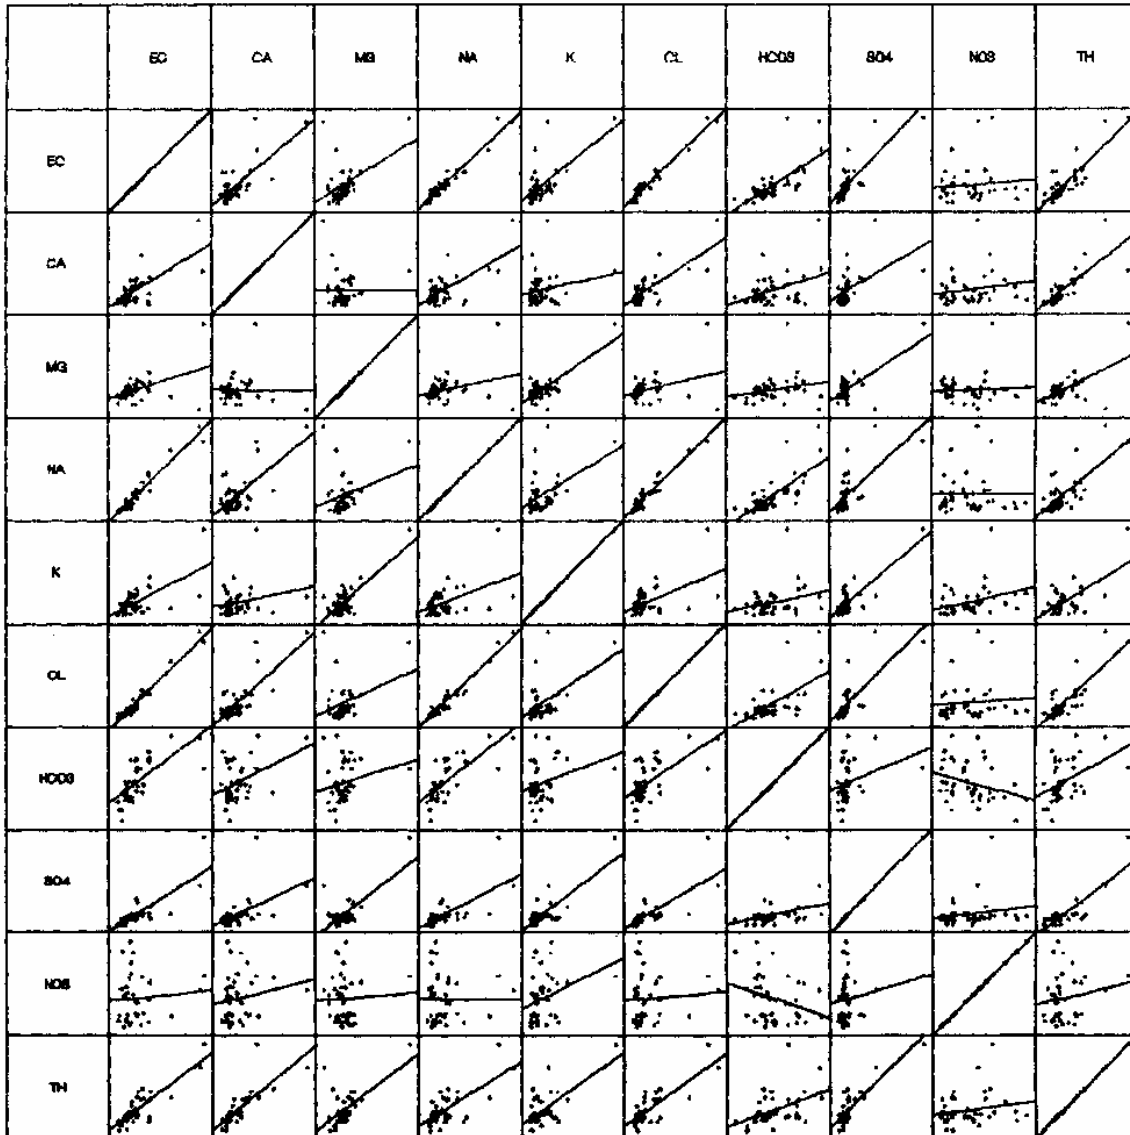 EC CA MG NA K CL HCO3 SO4 NO3 TH
EC
CA
MG
NA
K
CL
HCO3
SO4
NO3
TH